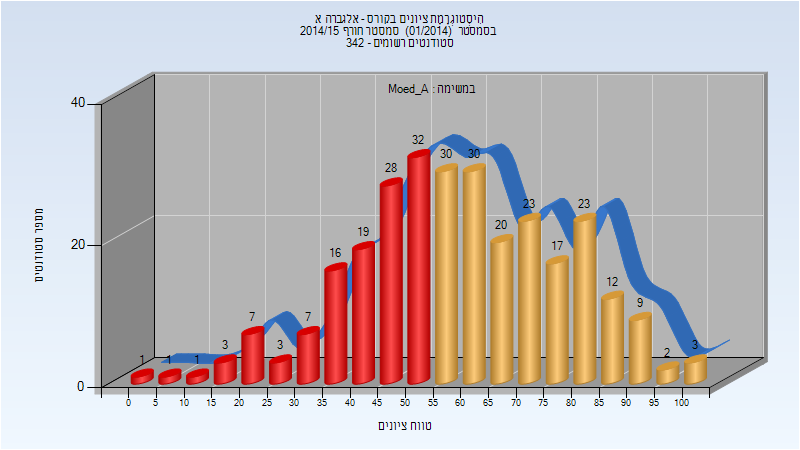 היסטוגרמת ציונים בקורס - אלגברה א
בסמסטר (01/2014) סמסטר חורף 2014/15
סטודנטים רשומים - 342
במשימה : Moed_A
מספר סטודנטים
40
20
0
1 1 1 3 7 3 7 16 19 28 32 30 30 20 23 17 23 12 9 2 3
0 5 10 15 20 25 30 35 40 45 50 55 60 65 70 75 80 85 90 95 100
טווח ציונים